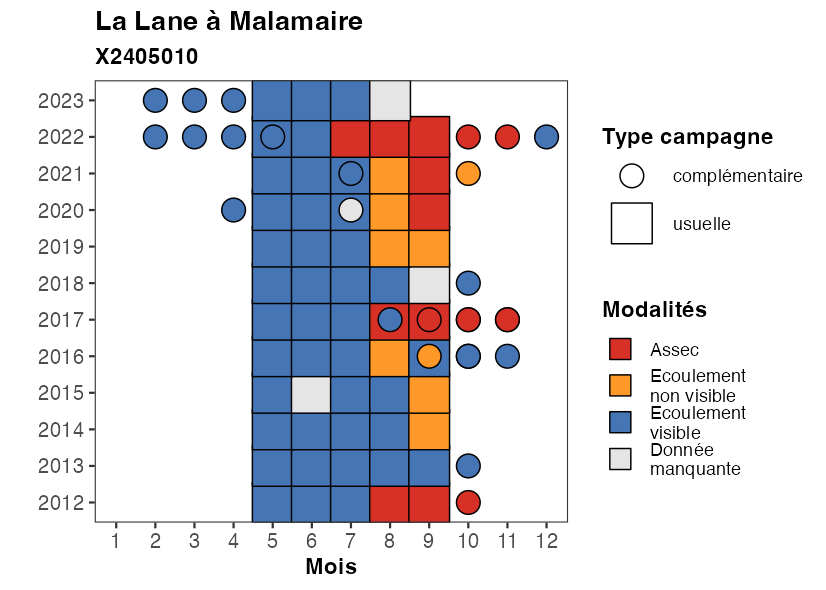 La Lane à Malamaire
X2405010
2023
2022
2021
2020
2019
2018
2017
2016
2015
2014
2013
2012
1 2 3 4 5 6 7 8 9 10 11 12
Mois
Type campagne
complémentaire
usuelle
Modalités
Assec
Ecoulement
non visible
Ecoulement
visible
Donnée
manquante